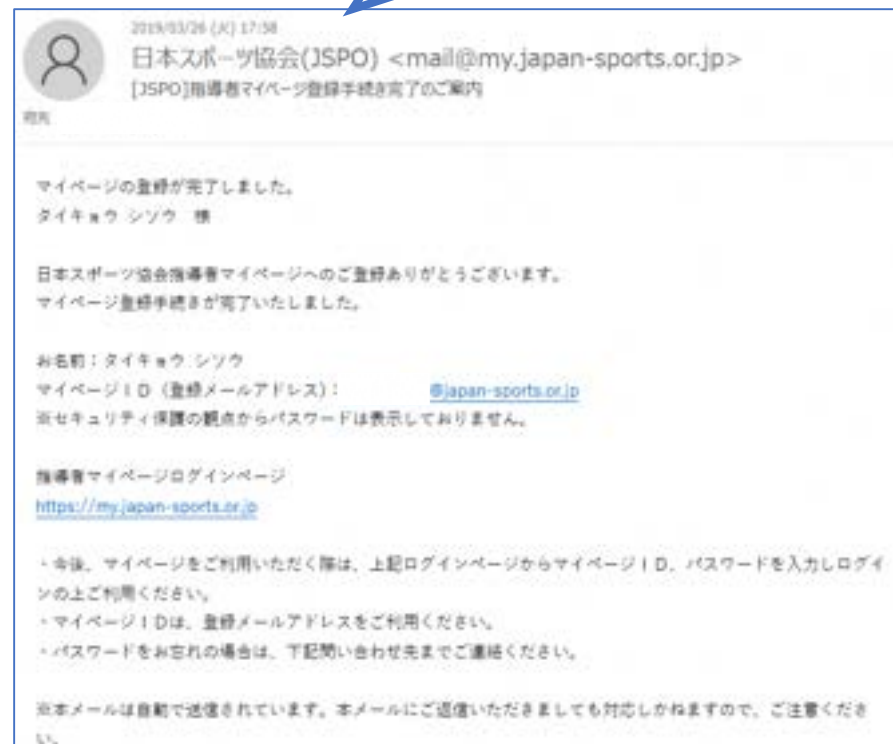 2019/03/26 (火) 17:58
日本スポーツ協会(JSPO) <mail@my.japan-sports.or.jp>
[JSPO]指導者マイページ登録手続き完了のご案内
宛先
マイページの登録が完了しました。
タイキョウ シソウ 様
日本スポーツ協会指導者マイページへのご登録ありがとうございます。
マイページ登録手続きが完了いたしました。
お名前：タイキョウ シソウ
マイページＩＤ（登録メールアドレス）： @japan-sports.or.jp
※セキュリティ保護の観点からパスワードは表示しておりません。
指導者マイページログインページ
https://my.japan-sports.or.jp
・今後、マイページをご利用いただく際は、上記ログインページからマイページＩＤ、パスワードを入力しログイ
ンの上ご利用ください。
・マイページＩＤは、登録メールアドレスをご利用ください。
・パスワードをお忘れの場合は、下記問い合わせ先までご連絡ください。
※本メールは自動で送信されています。本メールにご返信いただきましても対応しかねますので、ご注意くださ
い。